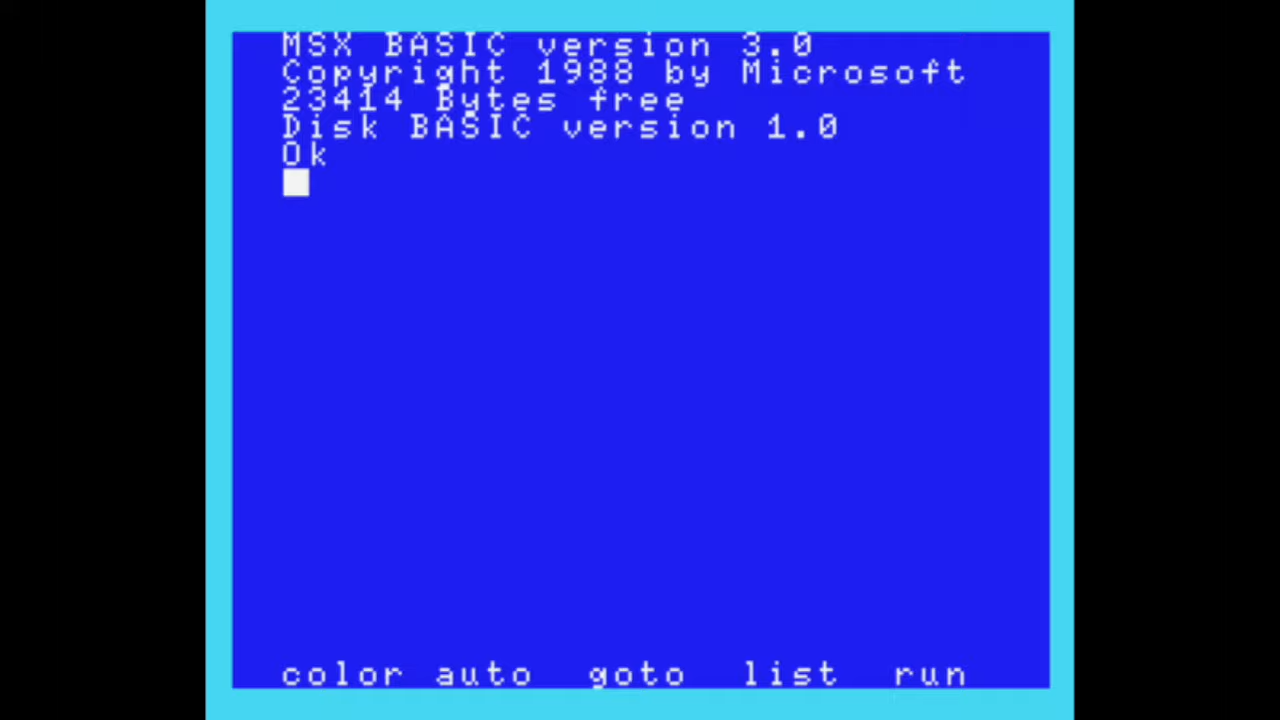 MSX BASIC version 3.0
Copyright 1988 by Microsoft
23414 Bytes free
Disk BASIC version 1.0
Ok
color auto goto list run